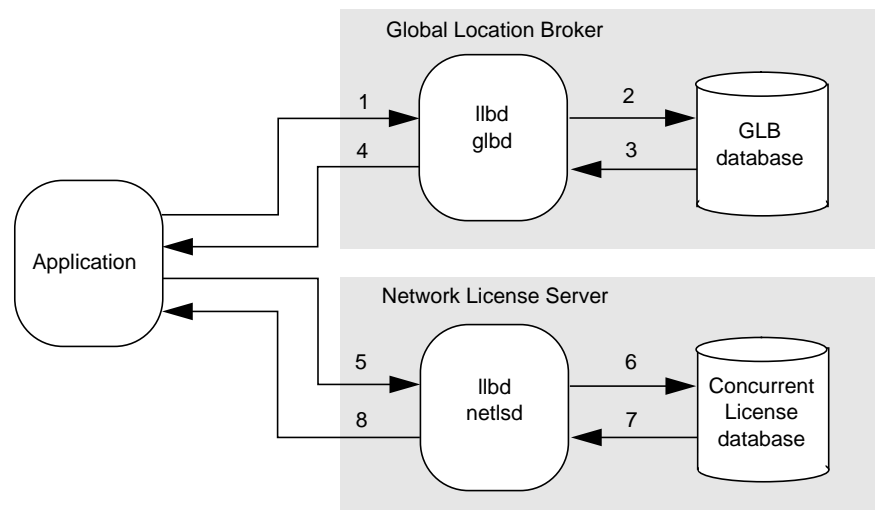 Global Location Broker
1
llbd
glbd
2
GLB
database
4
3
Application
Network License Server
5
llbd
netlsd
6
Concurrent
License
database
8
7